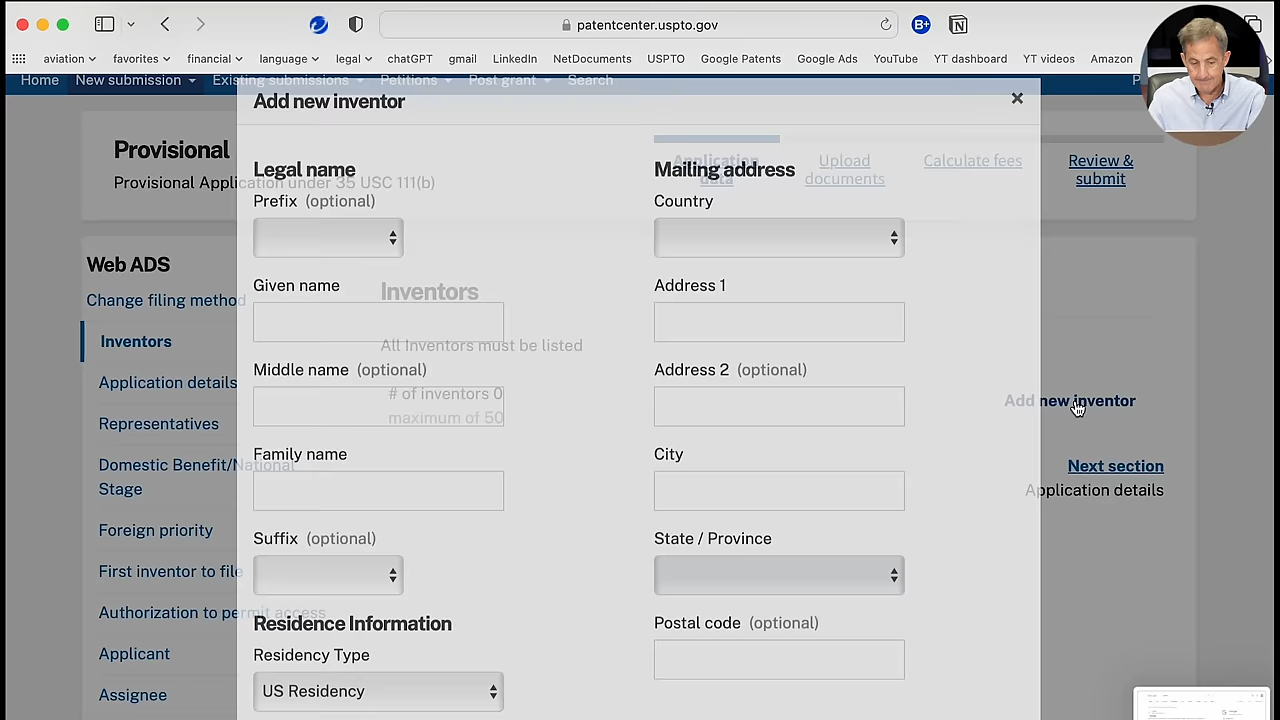 patentcenter.uspto.gov
B+
N
aviation favorites financial language legal chatGPT gmail LinkedIn NetDocuments USPTO Google Patents Google Ads YouTube YT dashboard YT videos Amazon
Home New submission Existing submissions Petitions Post grant Search
Add new inventor
×
Provisional
Provisional Application under 35 USC 111(b)
Application data
Upload documents
Calculate fees
Review & submit
Legal name
Prefix (optional)
Given name
Middle name (optional)
Family name
Suffix (optional)
Residence Information
Residency Type
US Residency
Mailing address
Country
Address 1
Address 2 (optional)
City
State / Province
Postal code (optional)
Web ADS
Change filing method
Inventors
Application details
Representatives
Domestic Benefit/National
Stage
Foreign priority
First inventor to file
Authorization to permit access
Applicant
Assignee
Inventors
All Inventors must be listed
# of inventors 0
maximum of 50
Add new inventor
Next section
Application details